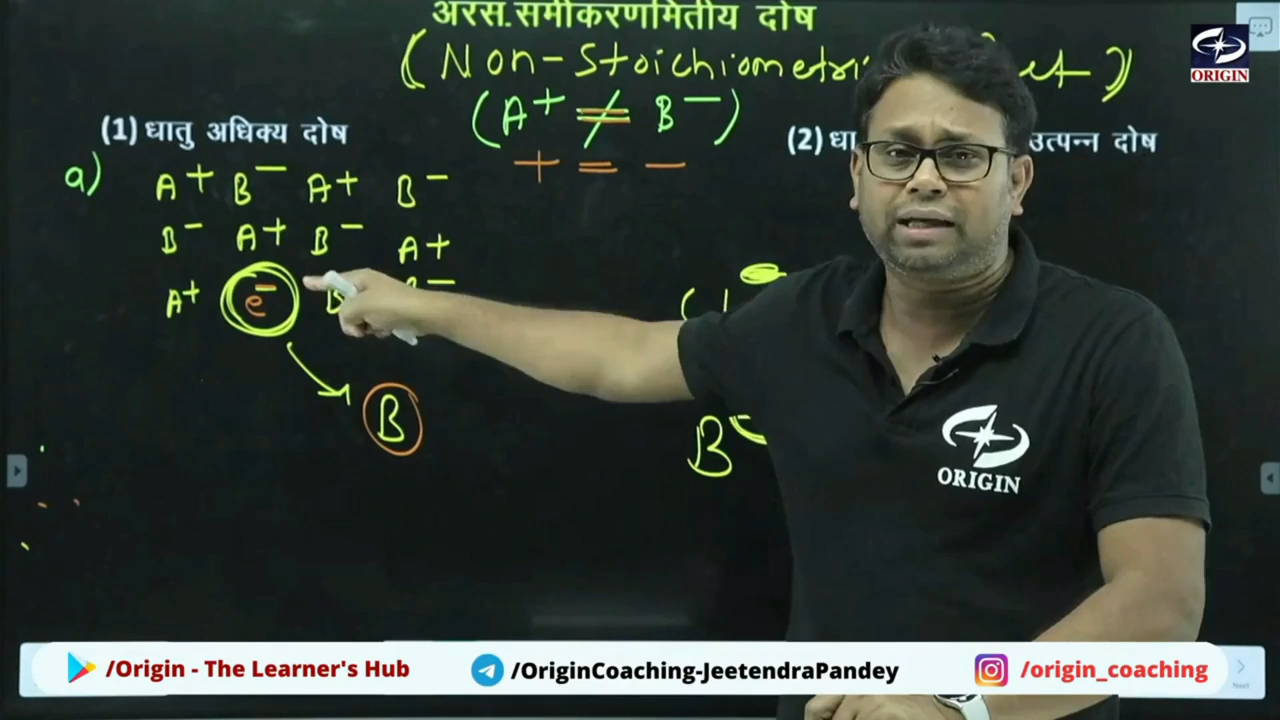 अरस.समीकरणमितीय दोष
(Non-Stoichiometri
(A+ ≠ B-)
+ = -
(1) धातु अधिक्य दोष
(2) धा
उत्पन्न दोष
a)
A+ B- A+ B-
B- A+ B- A+
A+ e-
B
B-
ORIGIN
ORIGIN
/Origin - The Learner's Hub
/OriginCoaching-JeetendraPandey
/origin_coaching
Next